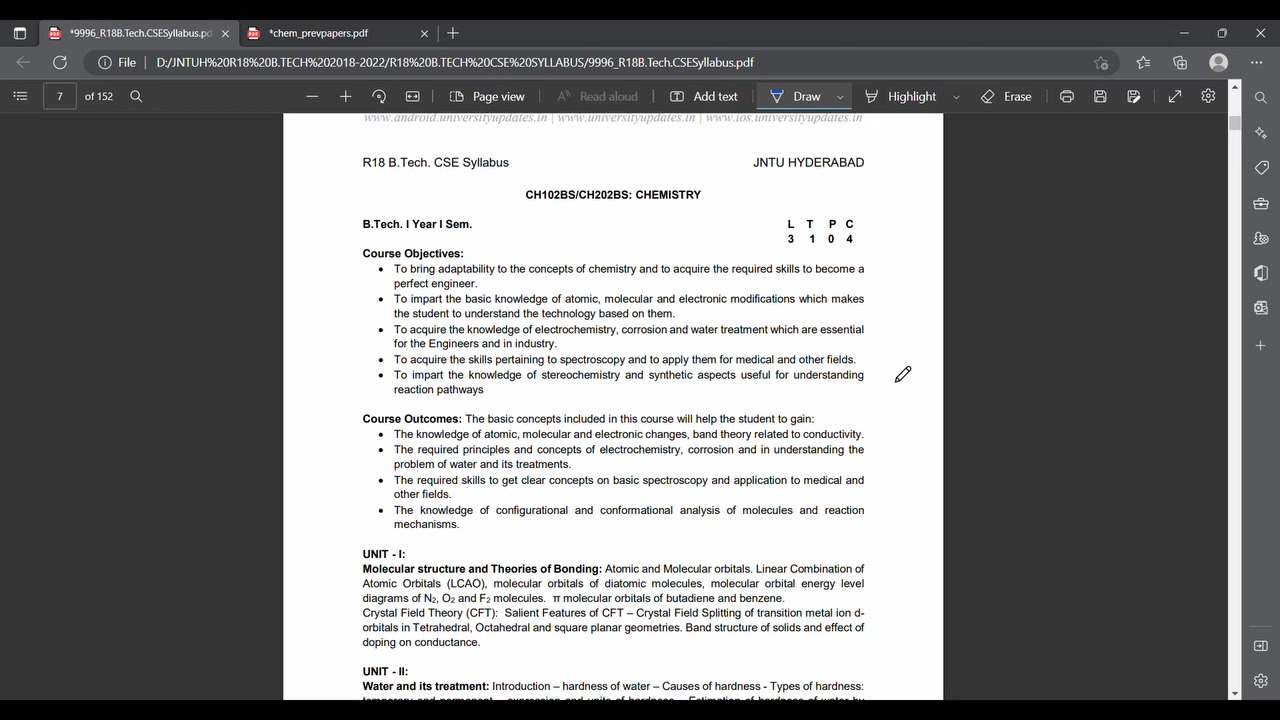 *9996_R18B.Tech.CSESyllabus.pd
*chem_prevpapers.pdf
File
D:/JNTUH%20R18%20B.TECH%202018-2022/R18%20B.TECH%20CSE%20SYLLABUS/9996_R18B.Tech.CSESyllabus.pdf
7 of 152
Page view
Read aloud
Add text
Draw
Highlight
Erase
www.android.universityupdates.in | www.universityupdates.in | www.ios.universityupdates.in
R18 B.Tech. CSE Syllabus JNTU HYDERABAD
CH102BS/CH202BS: CHEMISTRY
B.Tech. I Year I Sem. L T P C
3 1 0 4
Course Objectives:
• To bring adaptability to the concepts of chemistry and to acquire the required skills to become a
perfect engineer.
• To impart the basic knowledge of atomic, molecular and electronic modifications which makes
the student to understand the technology based on them.
• To acquire the knowledge of electrochemistry, corrosion and water treatment which are essential
for the Engineers and in industry.
• To acquire the skills pertaining to spectroscopy and to apply them for medical and other fields.
• To impart the knowledge of stereochemistry and synthetic aspects useful for understanding
reaction pathways
Course Outcomes: The basic concepts included in this course will help the student to gain:
• The knowledge of atomic, molecular and electronic changes, band theory related to conductivity.
• The required principles and concepts of electrochemistry, corrosion and in understanding the
problem of water and its treatments.
• The required skills to get clear concepts on basic spectroscopy and application to medical and
other fields.
• The knowledge of configurational and conformational analysis of molecules and reaction
mechanisms.
UNIT - I:
Molecular structure and Theories of Bonding: Atomic and Molecular orbitals. Linear Combination of
Atomic Orbitals (LCAO), molecular orbitals of diatomic molecules, molecular orbital energy level
diagrams of N₂, O₂ and F₂ molecules. π molecular orbitals of butadiene and benzene.
Crystal Field Theory (CFT): Salient Features of CFT – Crystal Field Splitting of transition metal ion d-
orbitals in Tetrahedral, Octahedral and square planar geometries. Band structure of solids and effect of
doping on conductance.
UNIT - II:
Water and its treatment: Introduction – hardness of water – Causes of hardness - Types of hardness:
temporary and permanent – expression and units of hardness – Estimation of hardness of water by